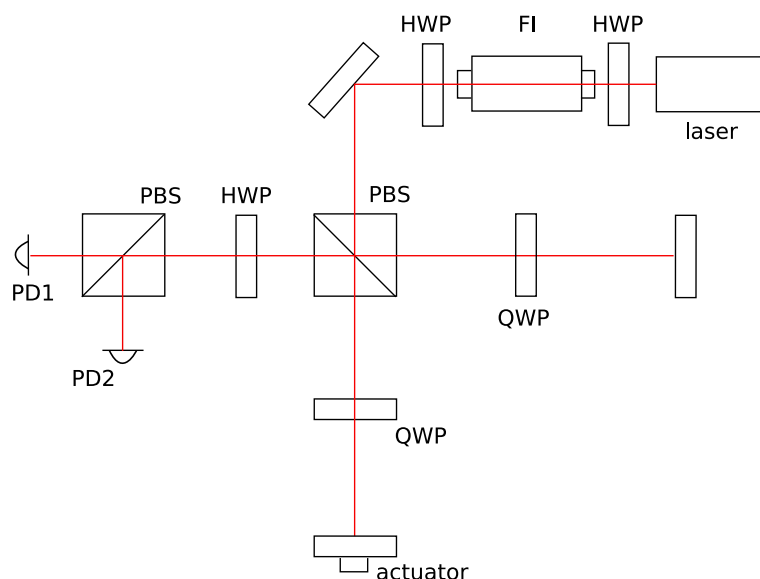 HWP
FI
HWP
laser
PBS
HWP
PBS
PD1
QWP
PD2
QWP
actuator